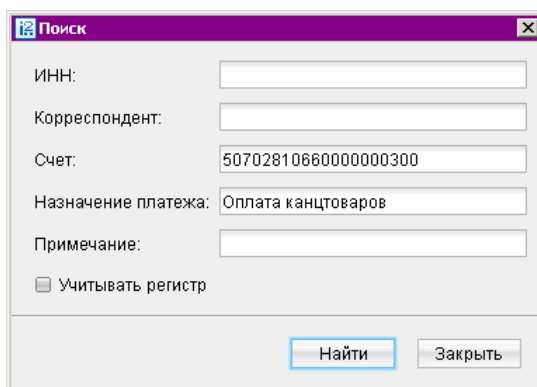 Поиск
ИНН:
Корреспондент:
Счет: 50702810660000000300
Назначение платежа: Оплата канцтоваров
Примечание:
Учитывать регистр
Найти Закрыть